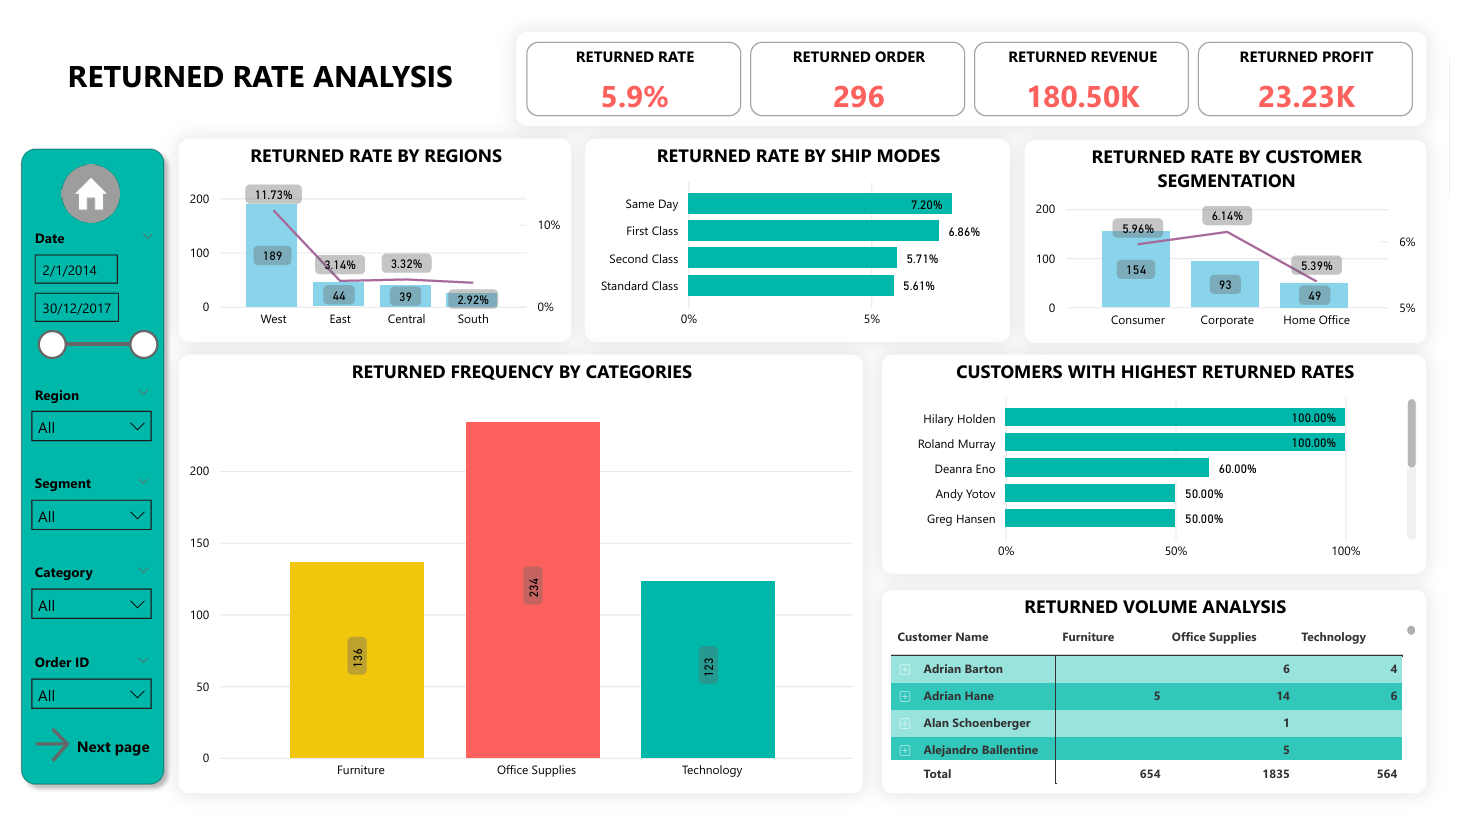 RETURNED RATE ANALYSIS
RETURNED RATE
5.9%
RETURNED ORDER
296
RETURNED REVENUE
180.50K
RETURNED PROFIT
23.23K
Date
2/1/2014
30/12/2017
Region
All
Segment
All
Category
All
Order ID
All
Next page
RETURNED RATE BY REGIONS
200
100
0
11.73%
3.14%
3.32%
2.92%
189
44
39
10%
0%
West
East
Central
South
RETURNED RATE BY SHIP MODES
Same Day
7.20%
First Class
6.86%
Second Class
5.71%
Standard Class
5.61%
0%
5%
RETURNED RATE BY CUSTOMER
SEGMENTATION
200
100
0
5.96%
6.14%
5.39%
154
93
49
6%
5%
Consumer
Corporate
Home Office
RETURNED FREQUENCY BY CATEGORIES
200
150
100
50
0
136
234
123
Furniture
Office Supplies
Technology
CUSTOMERS WITH HIGHEST RETURNED RATES
Hilary Holden
100.00%
Roland Murray
100.00%
Deanra Eno
60.00%
Andy Yotov
50.00%
Greg Hansen
50.00%
0%
50%
100%
RETURNED VOLUME ANALYSIS
Customer Name Furniture Office Supplies Technology
Adrian Barton 6 4
Adrian Hane 5 14 6
Alan Schoenberger 1
Alejandro Ballentine 5
Total 654 1835 564